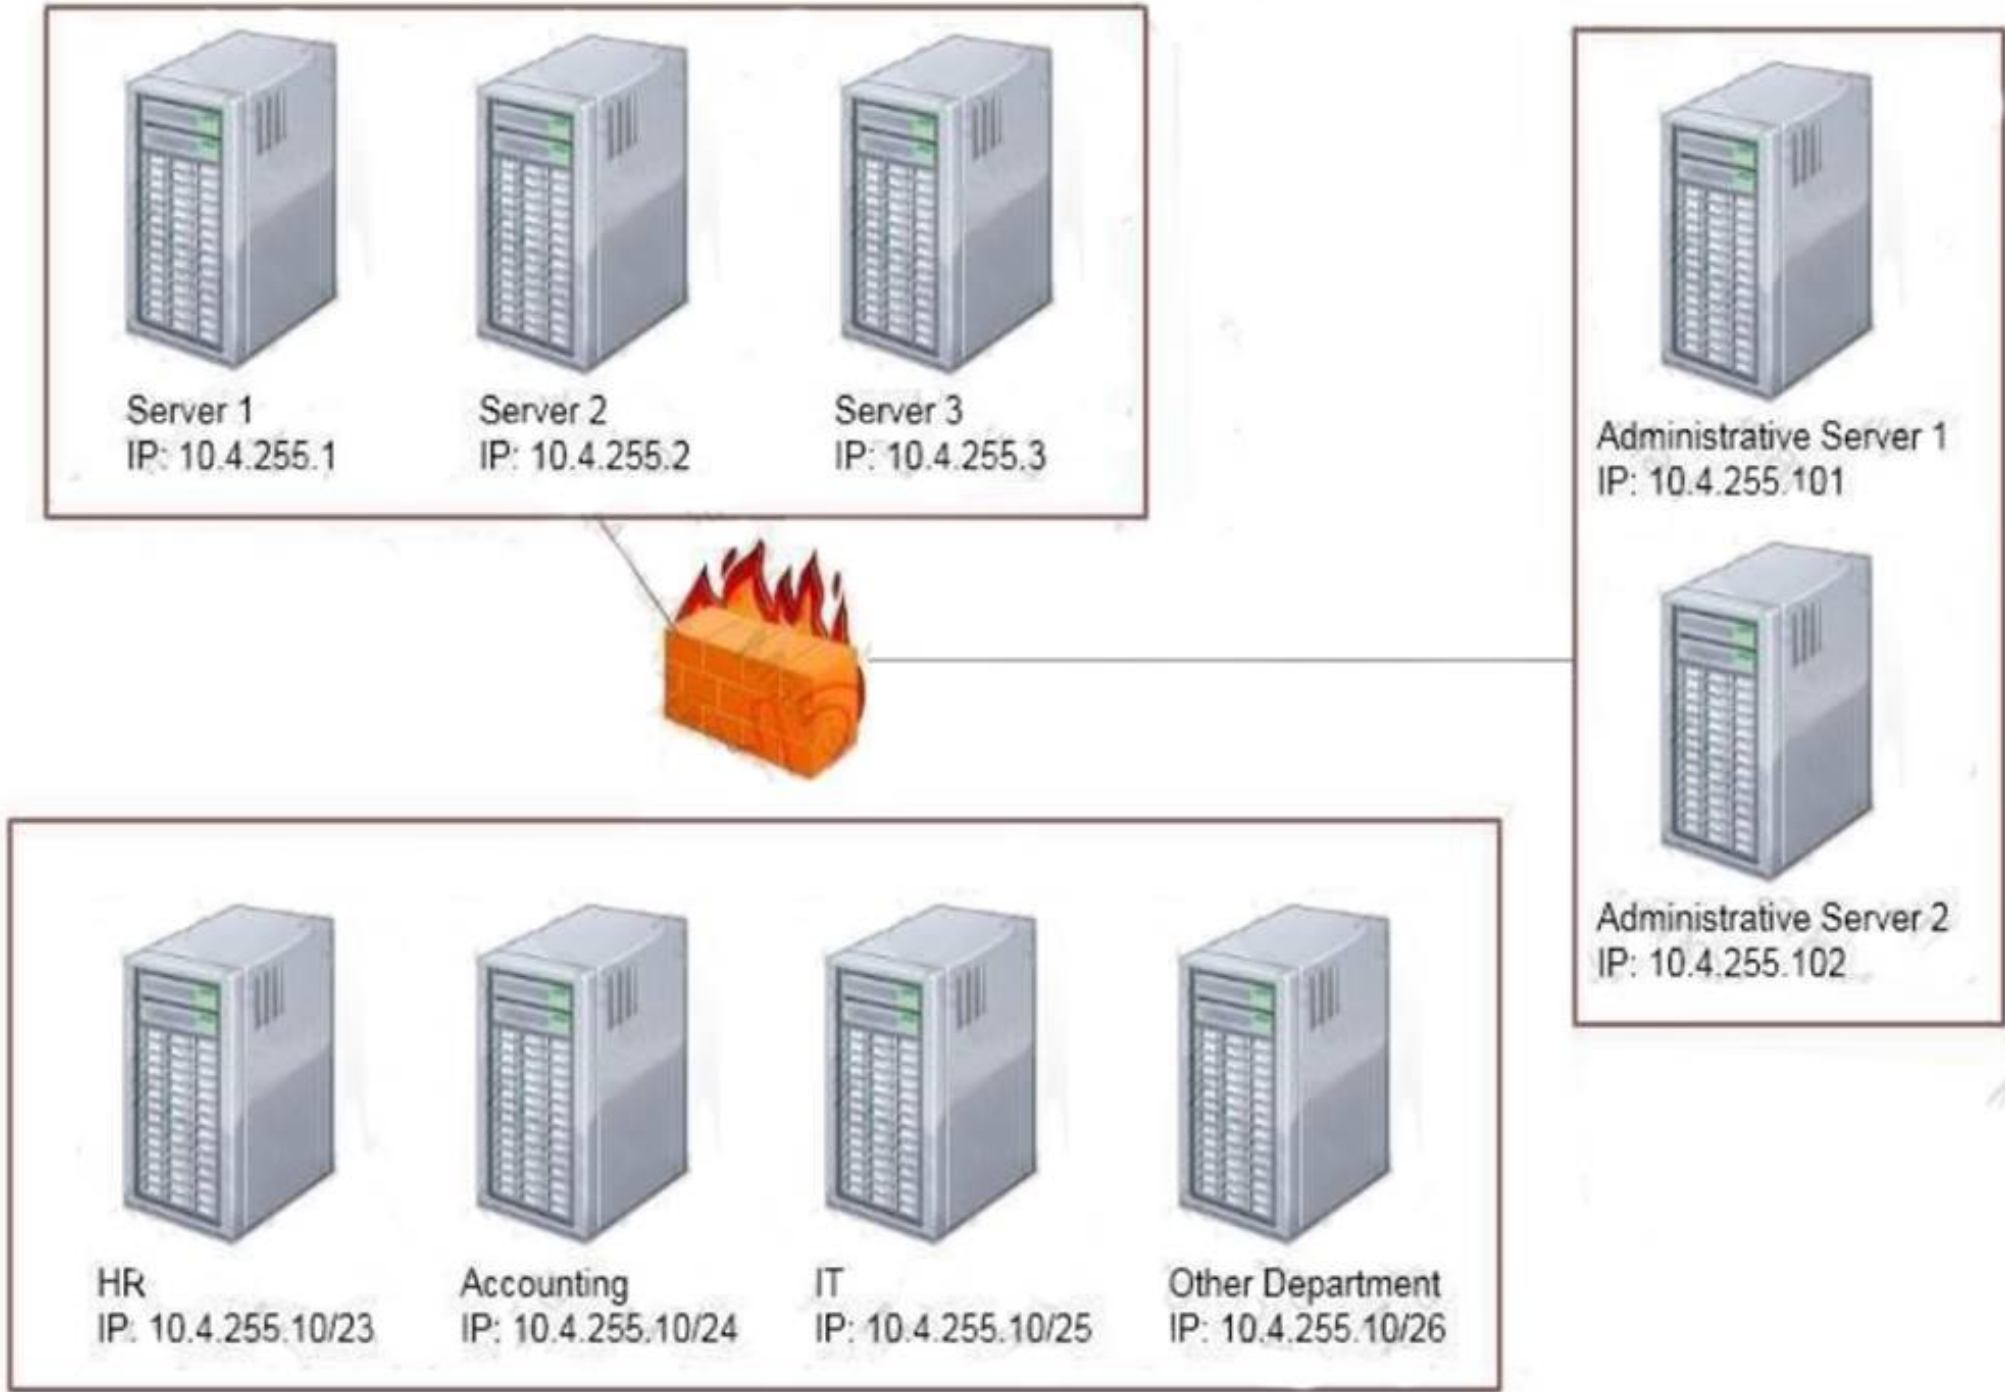 Server 1
IP: 10.4.255.1
Server 2
IP: 10.4.255.2
Server 3
IP: 10.4.255.3
Administrative Server 1
IP: 10.4.255.101
Administrative Server 2
IP: 10.4.255.102
HR
IP: 10.4.255.10/23
Accounting
IP: 10.4.255.10/24
IT
IP: 10.4.255.10/25
Other Department
IP: 10.4.255.10/26